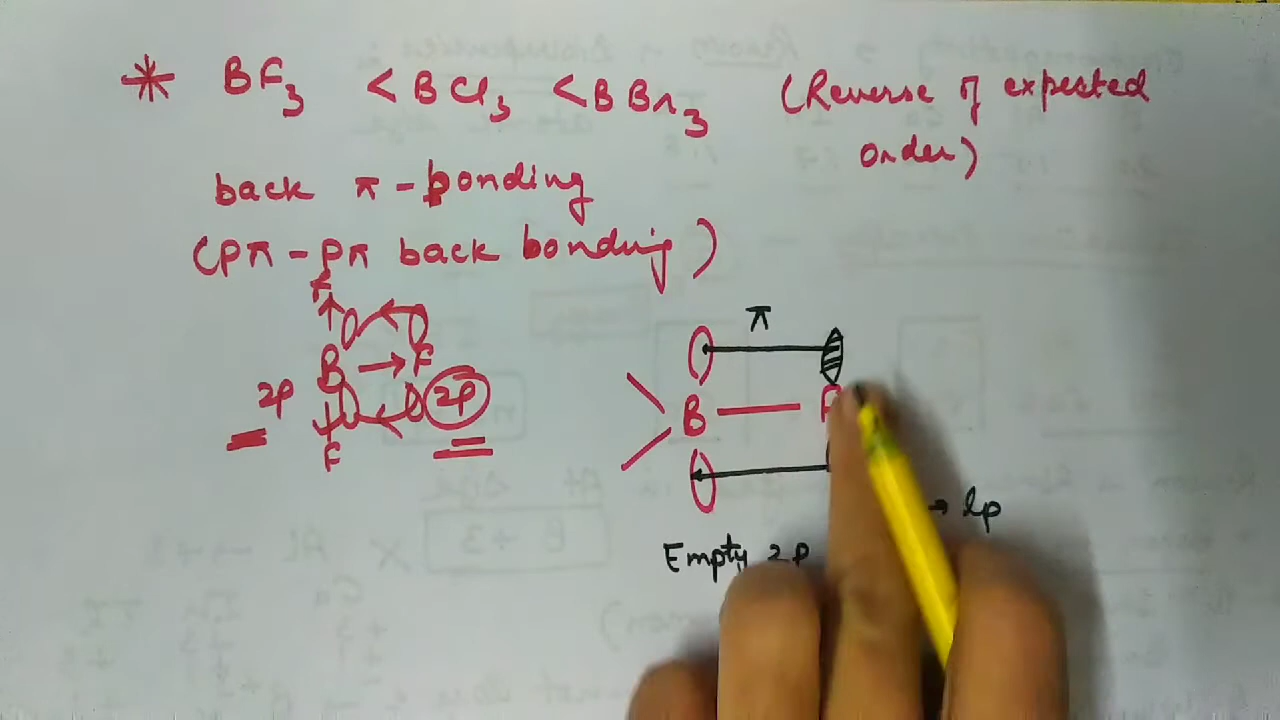 * BF3 < BCl3 < BBr3 (Reverse of expected
order)
back π-bonding
(pπ - pπ back bonding)
F
π
B F
2p 2p
F
B F
→ lp
Empty 2p